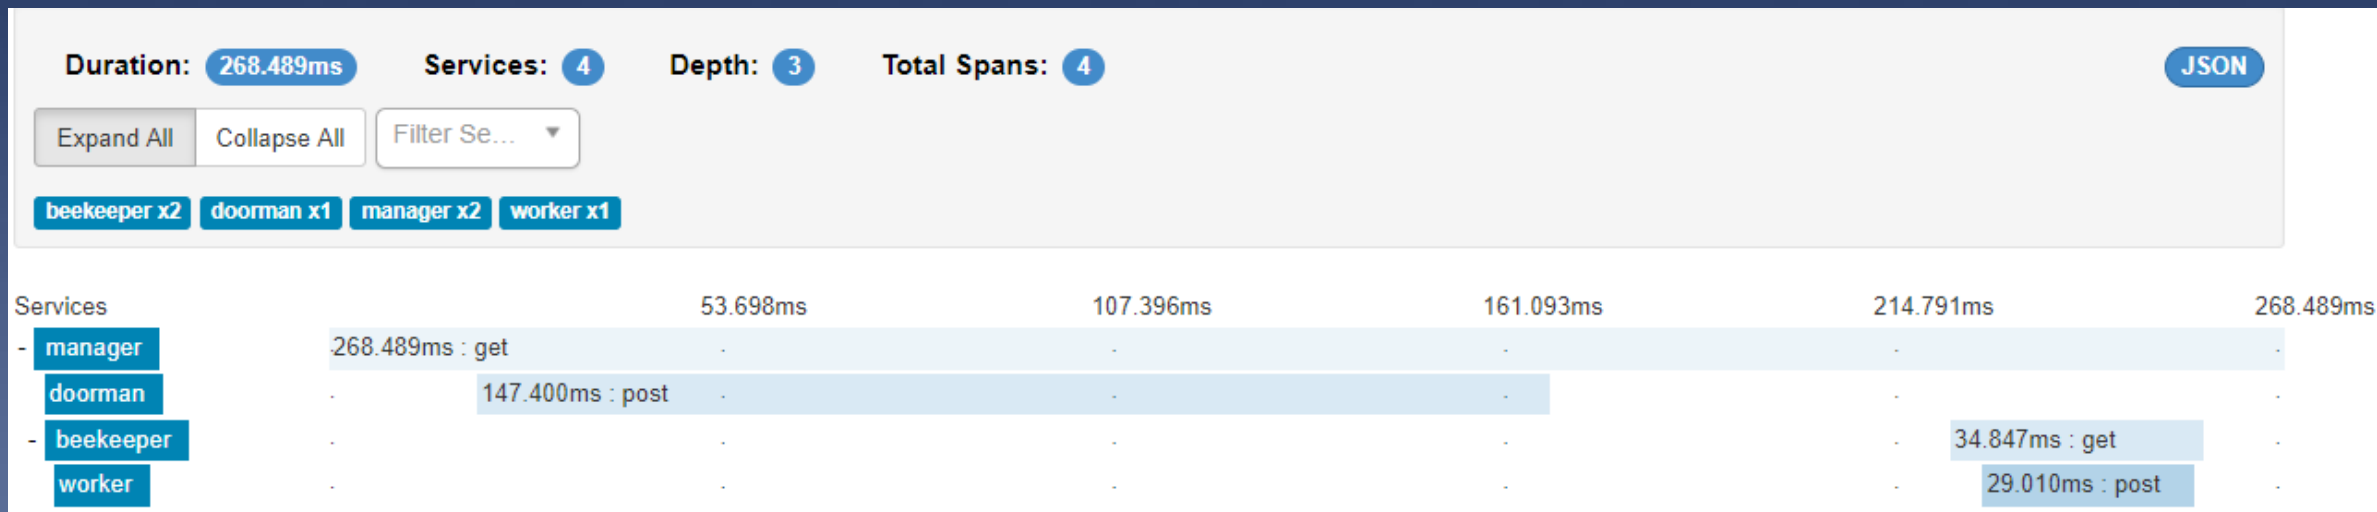 Duration: 268.489ms Services: 4 Depth: 3 Total Spans: 4 JSON
Expand All Collapse All Filter Se... ▼
beekeeper x2 doorman x1 manager x2 worker x1
Services 53.698ms 107.396ms 161.093ms 214.791ms 268.489ms
- manager 268.489ms : get
doorman 147.400ms : post
- beekeeper 34.847ms : get
worker 29.010ms : post